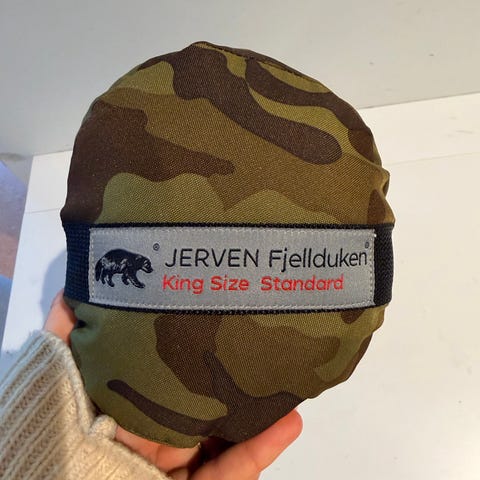 ® JERVEN Fjellduken®
King Size Standard